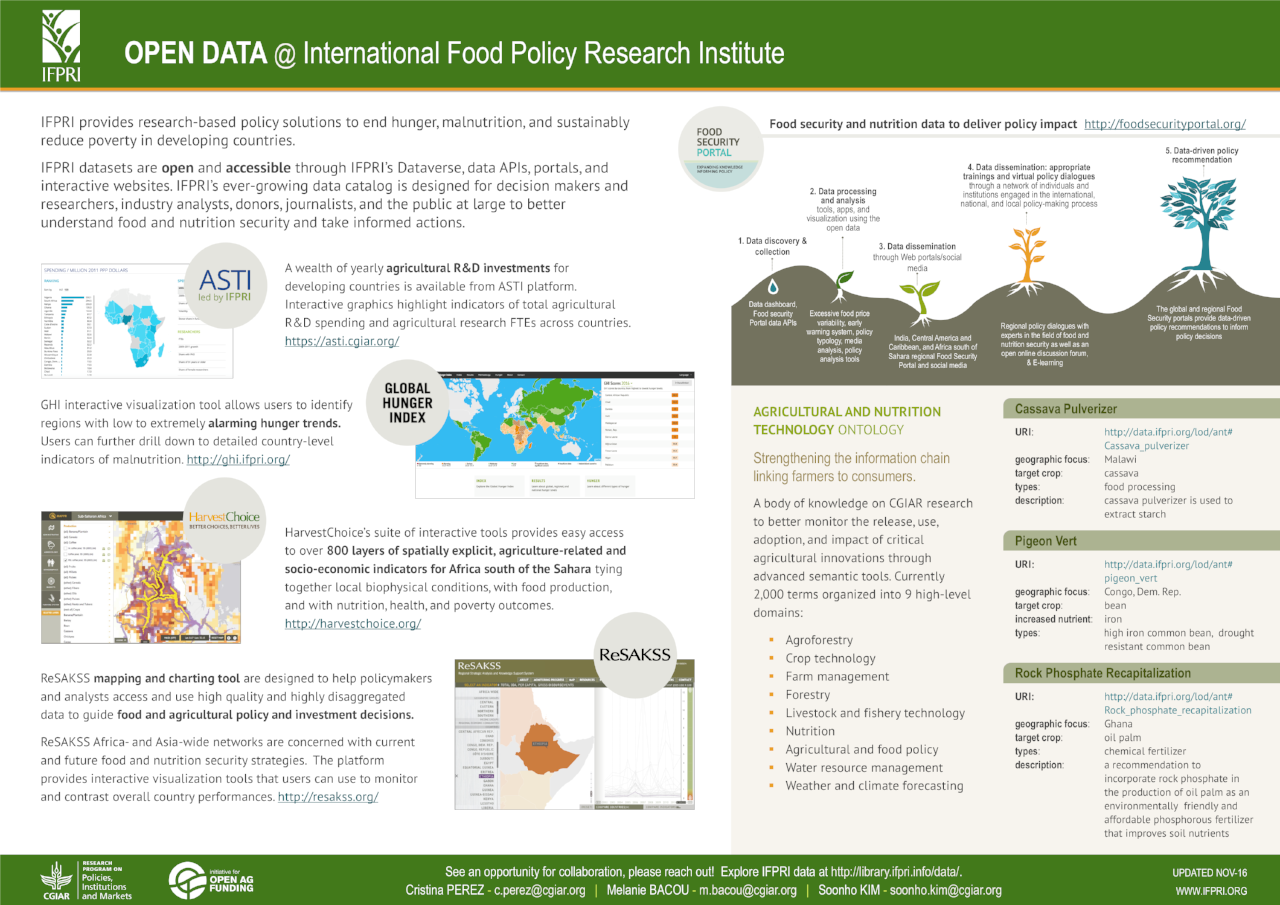 IFPRI
OPEN DATA @ International Food Policy Research Institute
IFPRI provides research-based policy solutions to end hunger, malnutrition, and sustainably
reduce poverty in developing countries.
IFPRI datasets are open and accessible through IFPRI's Dataverse, data APIs, portals, and
interactive websites. IFPRI's ever-growing data catalog is designed for decision makers and
researchers, industry analysts, donors, journalists, and the public at large to better
understand food and nutrition security and take informed actions.
SPENDING / MILLION 2011 PPP DOLLARS
ASTI
led by IFPRI
A wealth of yearly agricultural R&D investments for
developing countries is available from ASTI platform.
Interactive graphics highlight indicators of total agricultural
R&D spending and agricultural research FTEs across countries.
https://asti.cgiar.org/
GHI interactive visualization tool allows users to identify
regions with low to extremely alarming hunger trends.
Users can further drill down to detailed country-level
indicators of malnutrition. http://ghi.ifpri.org/
GLOBAL
HUNGER
INDEX
HarvestChoice
BETTER CHOICES, BETTER LIVES
HarvestChoice's suite of interactive tools provides easy access
to over 800 layers of spatially explicit, agriculture-related and
socio-economic indicators for Africa south of the Sahara tying
together local biophysical conditions, with food production,
and with nutrition, health, and poverty outcomes.
http://harvestchoice.org/
ReSAKSS mapping and charting tool are designed to help policymakers
and analysts access and use high quality and highly disaggregated
data to guide food and agricultural policy and investment decisions.
ReSAKSS Africa- and Asia-wide networks are concerned with current
and future food and nutrition security strategies. The platform
provides interactive visualization tools that users can use to monitor
and contrast overall country performances. http://resakss.org/
ReSAKSS
ReSAKSS
FOOD
SECURITY
PORTAL
EXPANDING KNOWLEDGE
INFORMING POLICY
Food security and nutrition data to deliver policy impact http://foodsecurityportal.org/
1. Data discovery &
collection
2. Data processing
and analysis
tools, apps, and
visualization using the
open data
3. Data dissemination
through Web portals/social
media
4. Data dissemination: appropriate
trainings and virtual policy dialogues
through a network of individuals and
institutions engaged in the international,
national, and local policy-making process
5. Data-driven policy
recommendation
Data dashboard,
Food security
Portal data APIs
Excessive food price
variability, early
warning system, policy
typology, media
analysis, policy
analysis tools
India, Central America and
Caribbean, and Africa south of
Sahara regional Food Security
Portal and social media
Regional policy dialogues with
experts in the field of food and
nutrition security as well as an
open online discussion forum,
& E-learning
The global and regional Food
Security portals provide data-driven
policy recommendations to inform
policy decisions
AGRICULTURAL AND NUTRITION
TECHNOLOGY ONTOLOGY
Strengthening the information chain
linking farmers to consumers.
A body of knowledge on CGIAR research
to better monitor the release, use,
adoption, and impact of critical
agricultural innovations through
advanced semantic tools. Currently
2,000 terms organized into 9 high-level
domains:
Agroforestry
Crop technology
Farm management
Forestry
Livestock and fishery technology
Nutrition
Agricultural and food policy
Water resource management
Weather and climate forecasting
Cassava Pulverizer
URI: http://data.ifpri.org/lod/ant#
Cassava_pulverizer
geographic focus: Malawi
target crop: cassava
types: food processing
description: cassava pulverizer is used to
extract starch
Pigeon Vert
URI: http://data.ifpri.org/lod/ant#
pigeon_vert
geographic focus: Congo, Dem. Rep.
target crop: bean
increased nutrient: iron
types: high iron common bean, drought
resistant common bean
Rock Phosphate Recapitalization
URI: http://data.ifpri.org/lod/ant#
Rock_phosphate_recapitalization
geographic focus: Ghana
target crop: oil palm
types: chemical fertilizer
description: a recommendation to
incorporate rock phosphate in
the production of oil palm as an
environmentally friendly and
affordable phosphorous fertilizer
that improves soil nutrients
CGIAR
RESEARCH
PROGRAM ON
Policies,
Institutions
and Markets
initiative for
OPEN AG
FUNDING
See an opportunity for collaboration, please reach out! Explore IFPRI data at http://library.ifpri.info/data/.
Cristina PEREZ - c.perez@cgiar.org | Melanie BACOU - m.bacou@cgiar.org | Soonho KIM - soonho.kim@cgiar.org
UPDATED NOV-16
WWW.IFPRI.ORG